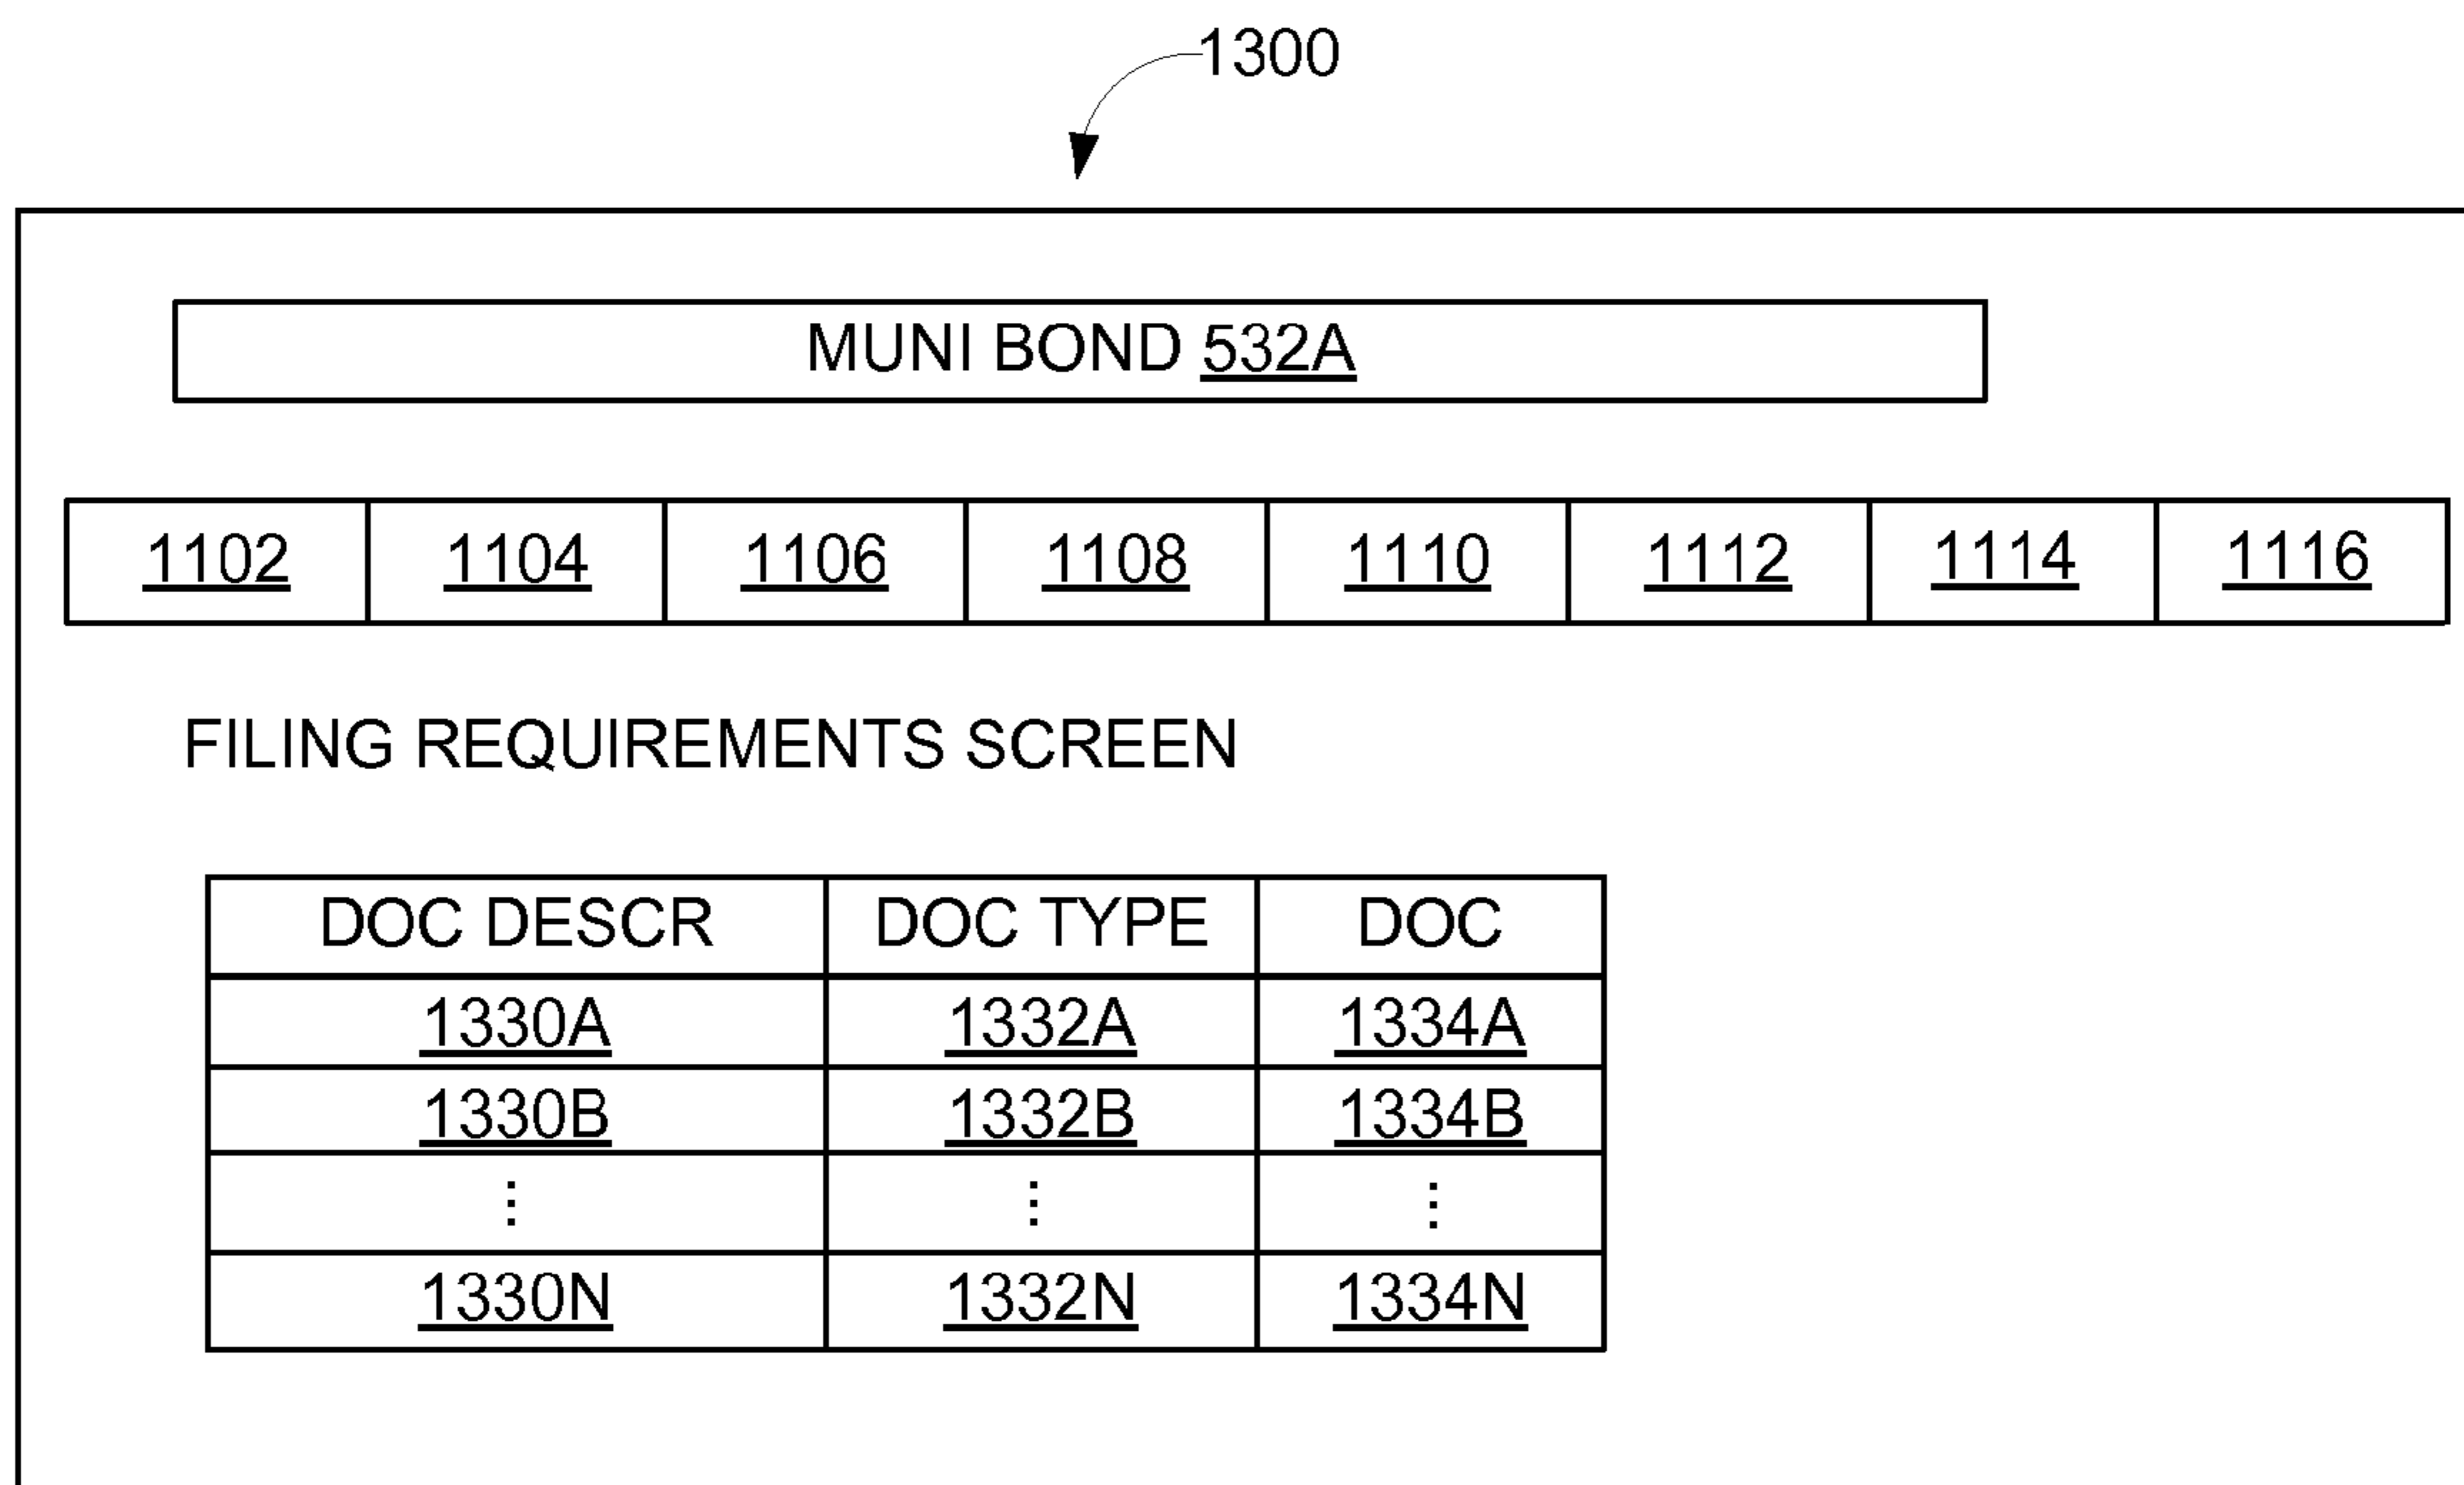 1300
MUNI BOND 532A
1102 1104 1106 1108 1110 1112 1114 1116
FILING REQUIREMENTS SCREEN
DOC DESCR DOC TYPE DOC
1330A 1332A 1334A
1330B 1332B 1334B
⋮ ⋮ ⋮
1330N 1332N 1334N